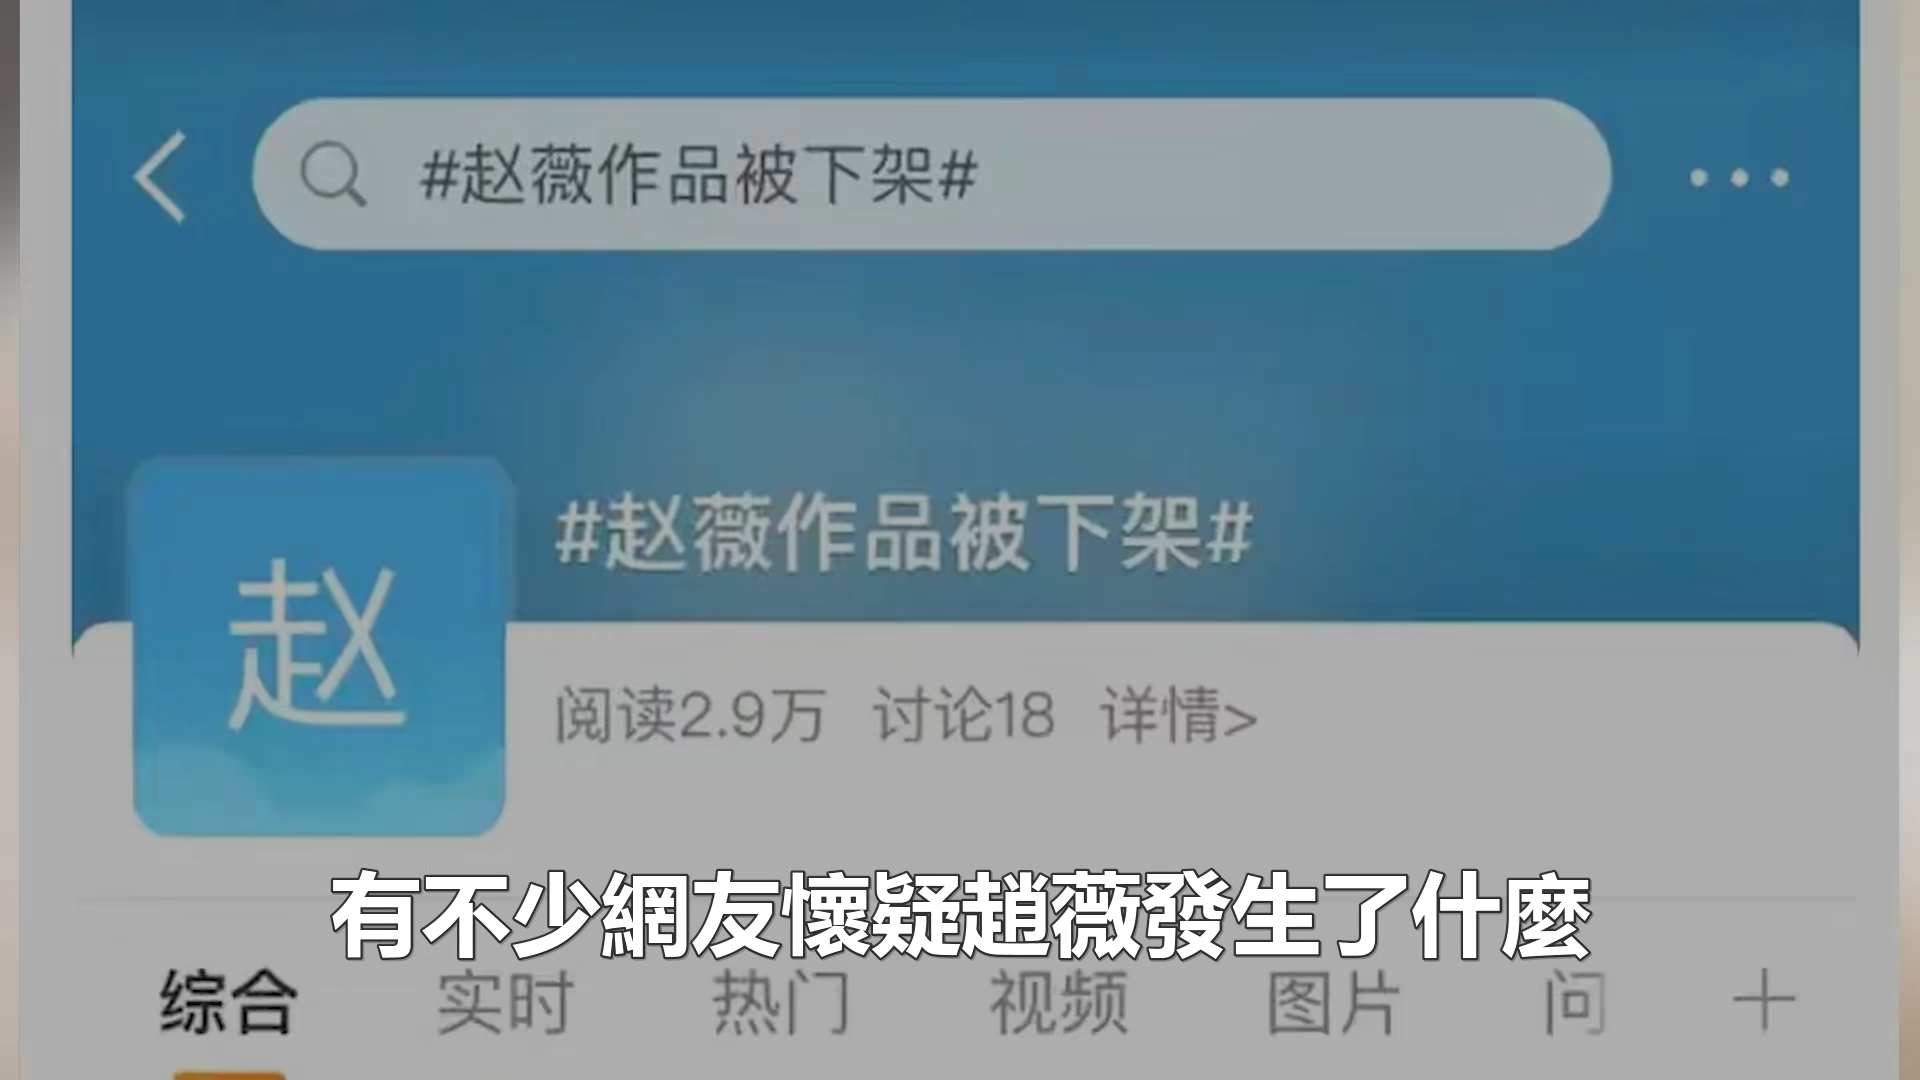 #赵薇作品被下架#
#赵薇作品被下架#
赵
阅读2.9万 讨论18 详情>
有不少網友懷疑趙薇發生了什麼
综合 实时 热门 视频 图片 问